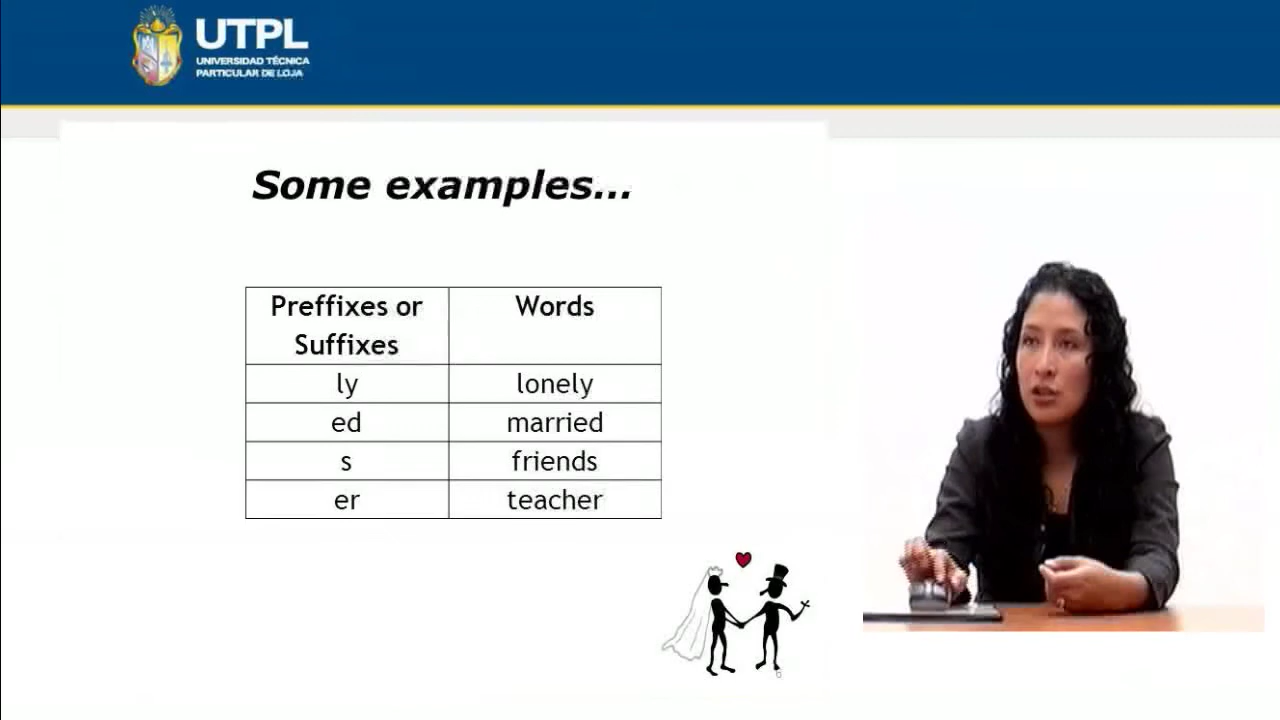 UTPL
UNIVERSIDAD TÉCNICA
PARTICULAR DE LOJA
Some examples...
Preffixes or Suffixes
Words
ly
lonely
ed
married
s
friends
er
teacher